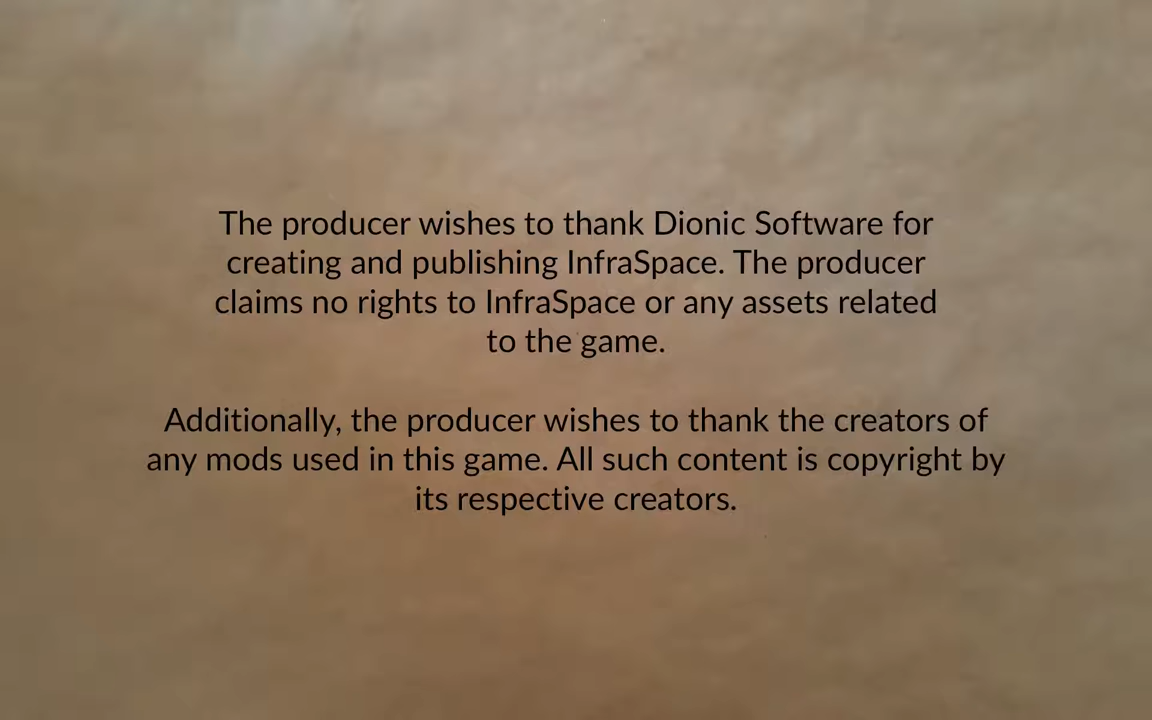 The producer wishes to thank Dionic Software for
creating and publishing InfraSpace. The producer
claims no rights to InfraSpace or any assets related
to the game.
Additionally, the producer wishes to thank the creators of
any mods used in this game. All such content is copyright by
its respective creators.